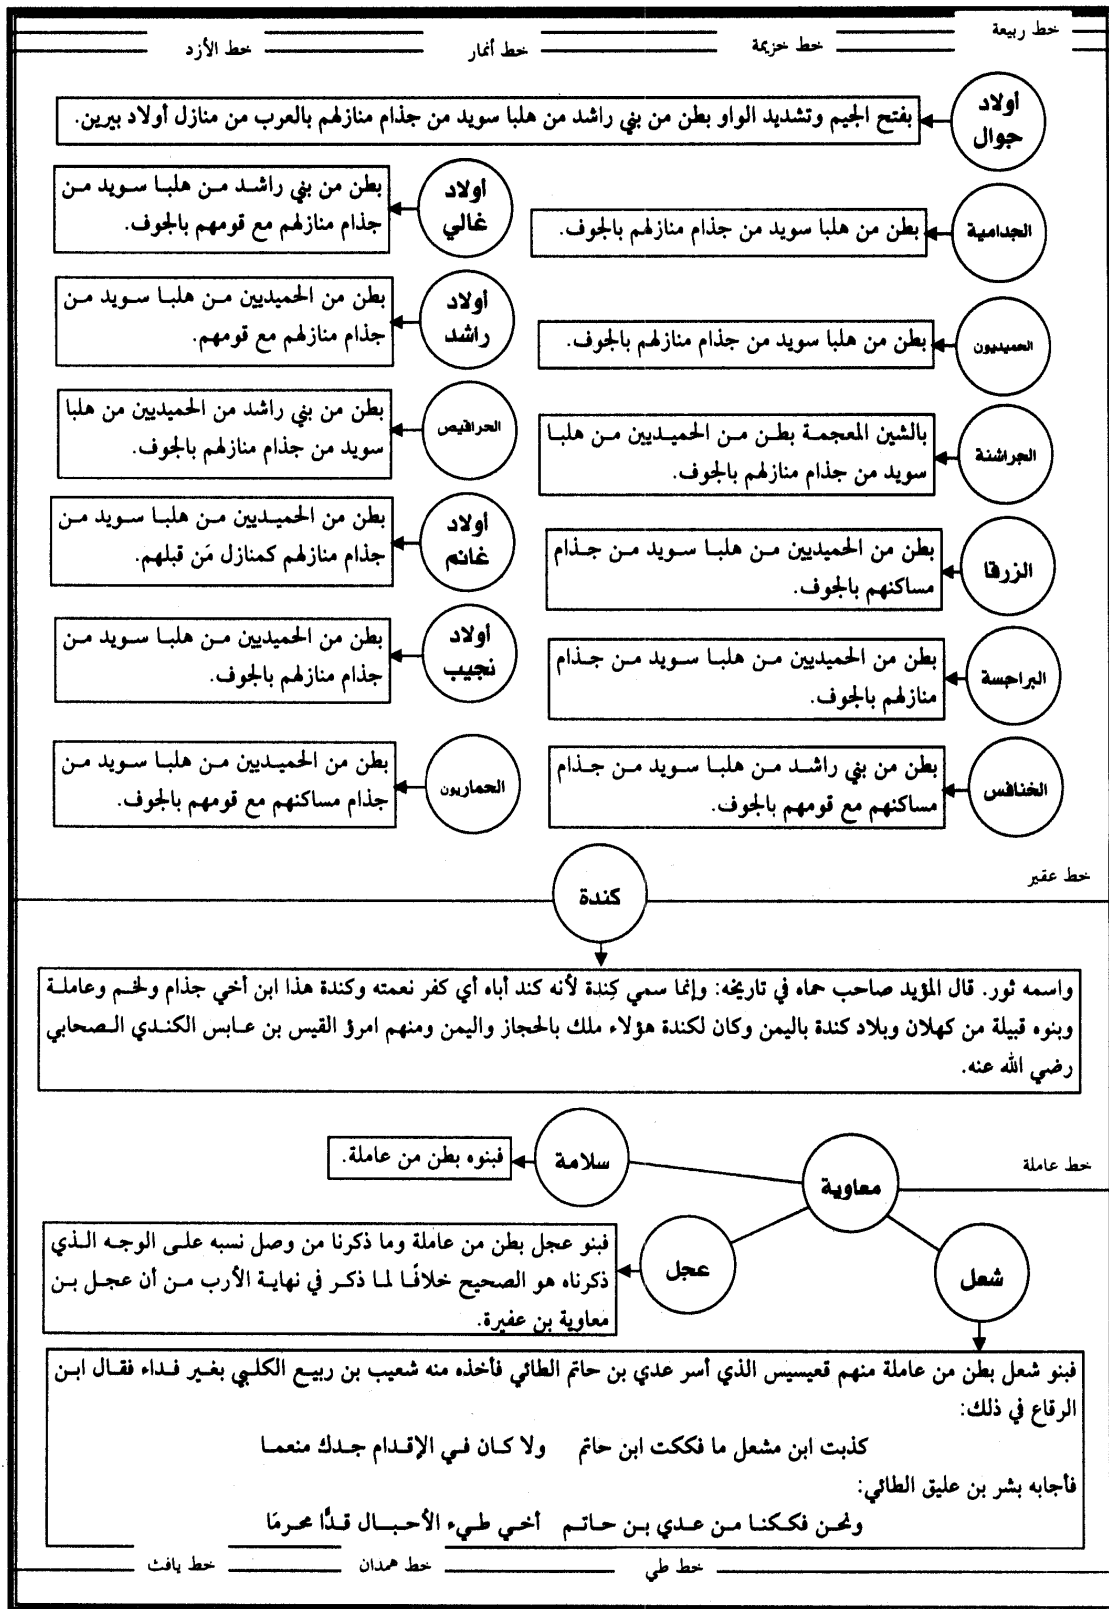 خط ربيعة
خط خزيمة
خط أنمار
خط الأزد
أولاد
جوال
بفتح الجيم وتشديد الواو بطن من بني راشد من هلبا سويد من جذام منازلهم بالعرب من منازل أولاد بيرين.
الجدامية
بطن من هلبا سويد من جذام منازلهم بالجوف.
أولاد
غالي
بطن من بني راشد من هلبا سويد من
جذام منازلهم مع قومهم بالجوف.
الحميديون
بطن من هلبا سويد من جذام منازلهم بالجوف.
أولاد
راشد
بطن من الحميديين من هلبا سويد من
جذام منازلهم مع قومهم.
الجراشنة
بالشين المعجمة بطن من الحميديين من هلبا
سويد من جذام منازلهم بالجوف.
الحراقيص
بطن من بني راشد من الحميديين من هلبا
سويد من جذام منازلهم بالجوف.
الزرقا
بطن من الحميديين من هلبا سويد من جذام
مساكنهم بالجوف.
أولاد
غانم
بطن من الحميديين من هلبا سويد من
جذام منازلهم كمنازل مَن قبلهم.
البراجسة
بطن من الحميديين من هلبا سويد من جذام
منازلهم بالجوف.
أولاد
نجيب
بطن من الحميديين من هلبا سويد من
جذام منازلهم بالجوف.
الخنافس
بطن من بني راشد من هلبا سويد من جذام
مساكنهم مع قومهم بالجوف.
الحماريون
بطن من الحميديين من هلبا سويد من
جذام مساكنهم مع قومهم بالجوف.
خط عقير
كندة
واسمه ثور. قال المؤيد صاحب حماه في تاريخه: وإنما سمي كِندة لأنه كند أباه أي كفر نعمته وكندة هذا ابن أخي جذام ولخم وعاملة
وبنوه قبيلة من كهلان وبلاد كندة باليمن وكان لكندة هؤلاء ملك بالحجاز واليمن ومنهم امرؤ القيس بن عابس الكندي الصحابي
رضي الله عنه.
خط عاملة
معاوية
سلامة
فبنوه بطن من عاملة.
عجل
فبنو عجل بطن من عاملة وما ذكرنا من وصل نسبه على الوجه الذي
ذكرناه هو الصحيح خلافًا لما ذكر في نهاية الأرب من أن عجل بن
معاوية بن عفيرة.
شعل
فبنو شعل بطن من عاملة منهم قعيسيس الذي أسر عدي بن حاتم الطائي فأخذه منه شعيب بن ربيع الكلبي بغير فداء فقال ابن
الرقاع في ذلك:
كذبت ابن مشعل ما فككت ابن حاتم ولا كان في الإقدام جدك منعما
فأجابه بشر بن عليق الطائي:
ونحن فككنا من عدي بن حاتم أخي طيء الأحبال قدًّا محرمَا
خط طي
خط همدان
خط يافث